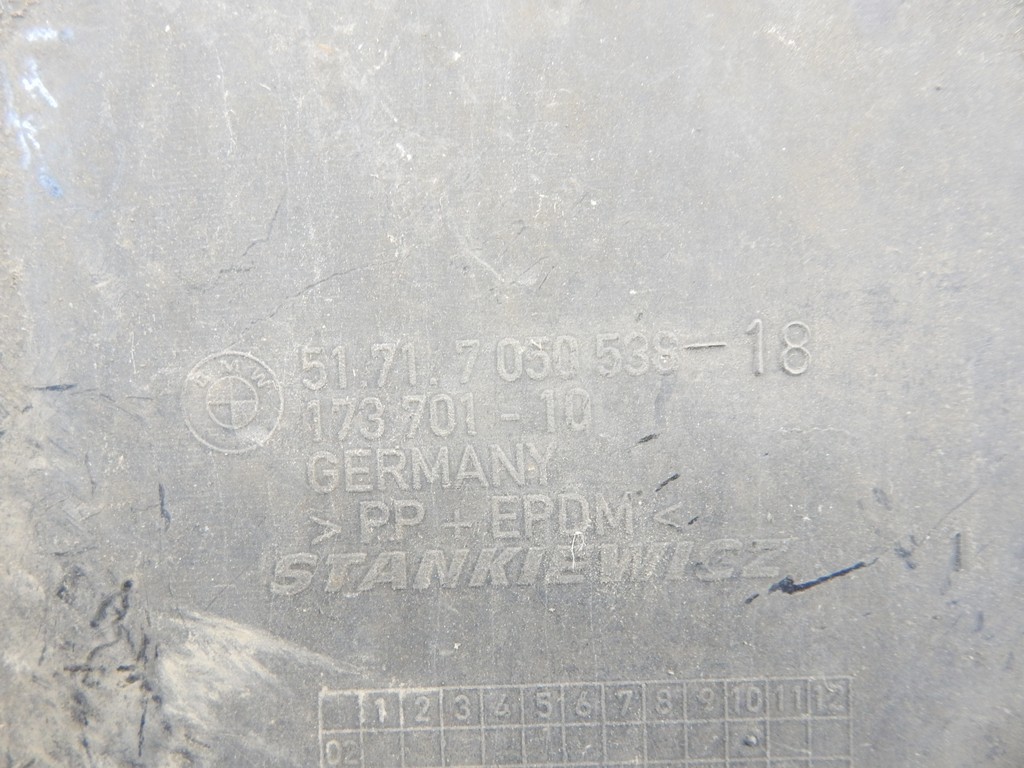 BMW
51.71. 7 050 538-18
173 701 - 10
GERMANY
> PP + EPDM <
STANKIEWICZ
1 2 3 4 5 6 7 8 9 10 11 12
02